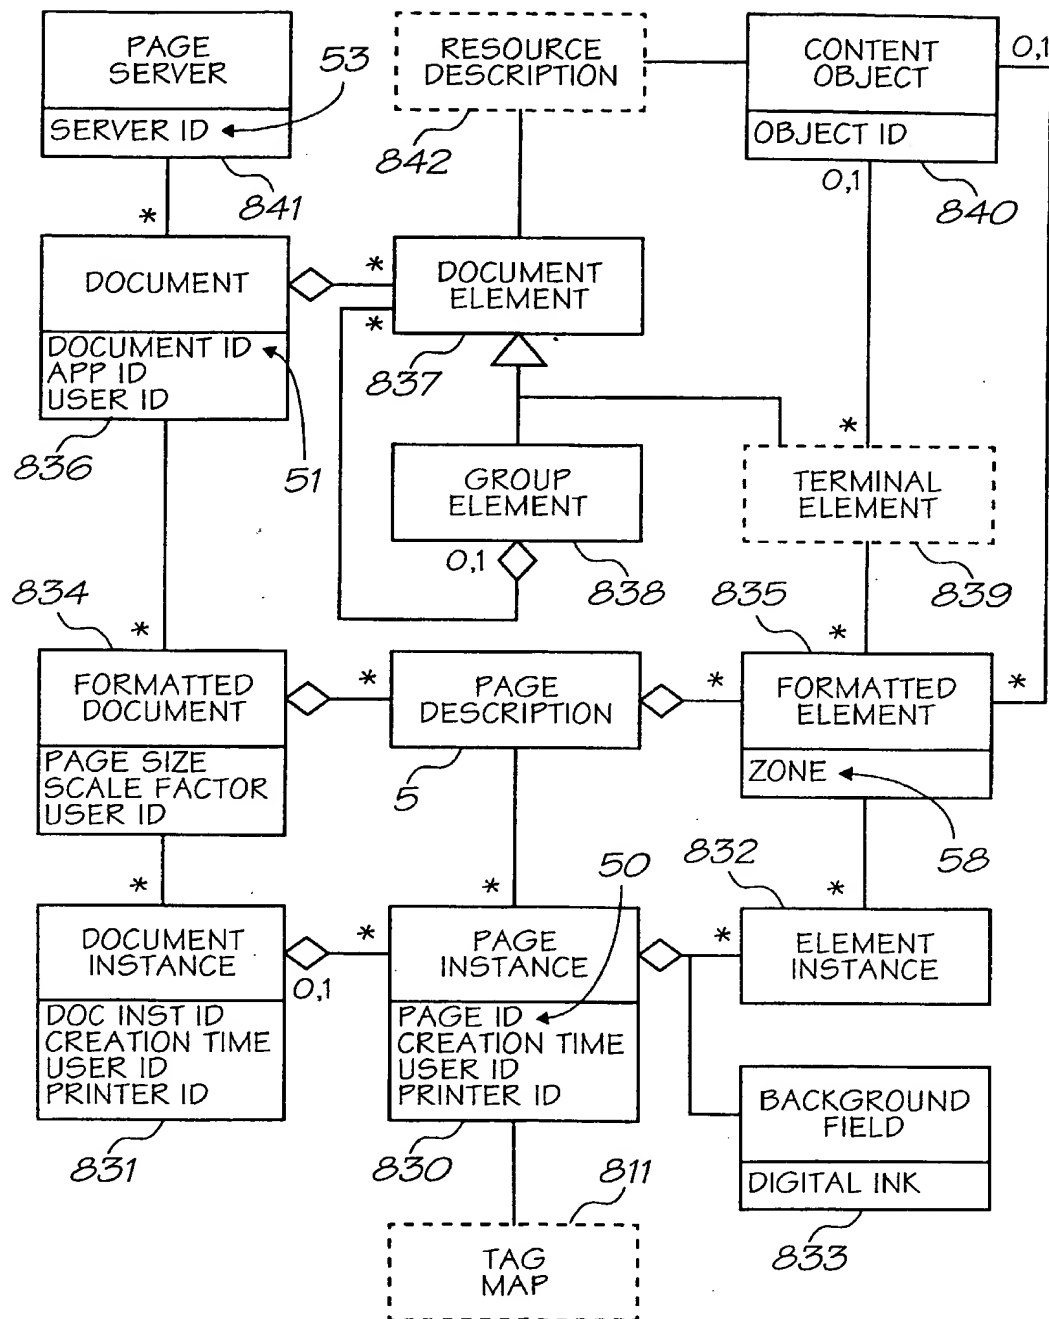 PAGE
SERVER
53
SERVER ID
841
*
RESOURCE
DESCRIPTION
842
CONTENT
OBJECT
0,1
OBJECT ID
0,1
840
DOCUMENT
*
DOCUMENT ID
APP ID
USER ID
836
51
DOCUMENT
ELEMENT
*
837
GROUP
ELEMENT
0,1
838
*
TERMINAL
ELEMENT
839
834
*
FORMATTED
DOCUMENT
*
PAGE SIZE
SCALE FACTOR
USER ID
PAGE
DESCRIPTION
*
5
835
*
FORMATTED
ELEMENT
*
ZONE
58
*
DOCUMENT
INSTANCE
*
0,1
DOC INST ID
CREATION TIME
USER ID
PRINTER ID
831
*
50
PAGE
INSTANCE
*
PAGE ID
CREATION TIME
USER ID
PRINTER ID
830
832
*
ELEMENT
INSTANCE
BACKGROUND
FIELD
DIGITAL INK
833
811
TAG
MAP